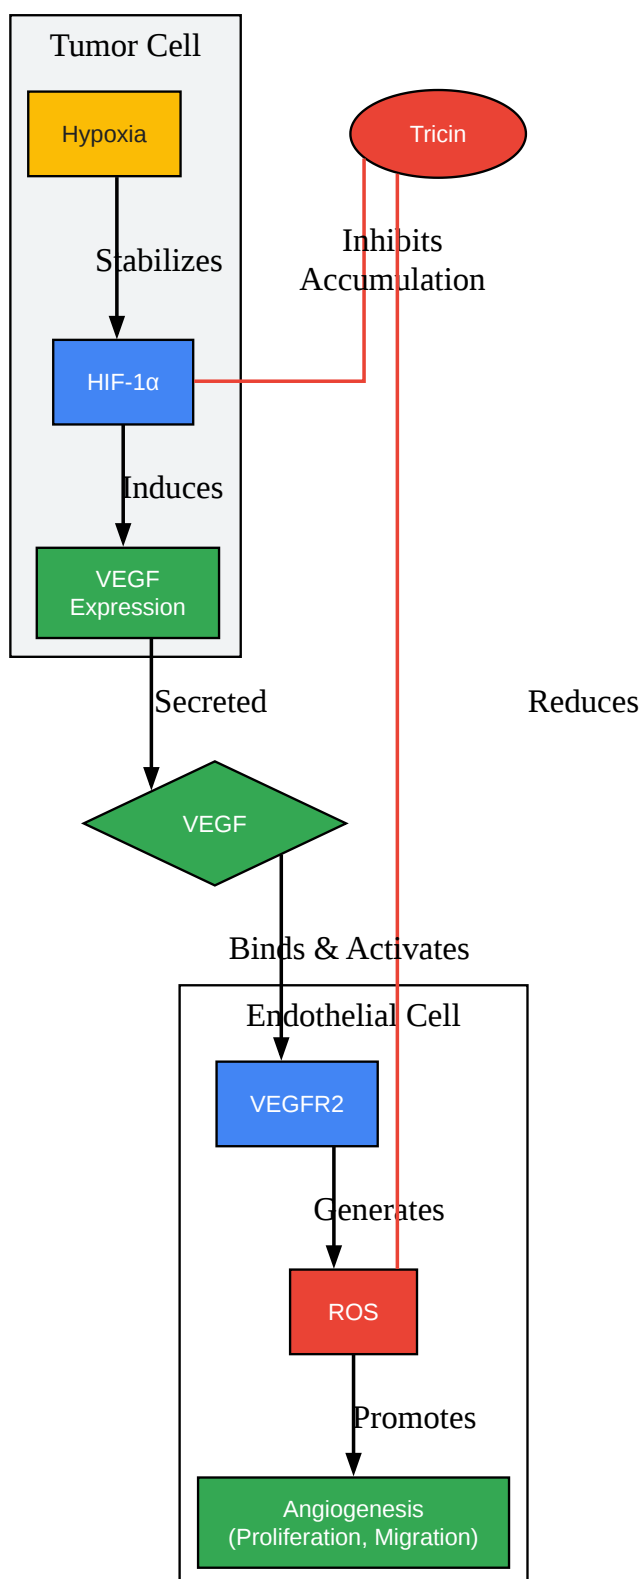 Tumor Cell
Hypoxia
Tricin
Inhibits
Accumulation
Stabilizes
HIF-1α
Induces
VEGF
Expression
Secreted
Reduces
VEGF
Binds & Activates
Endothelial Cell
VEGFR2
Generates
ROS
Promotes
Angiogenesis
(Proliferation, Migration)